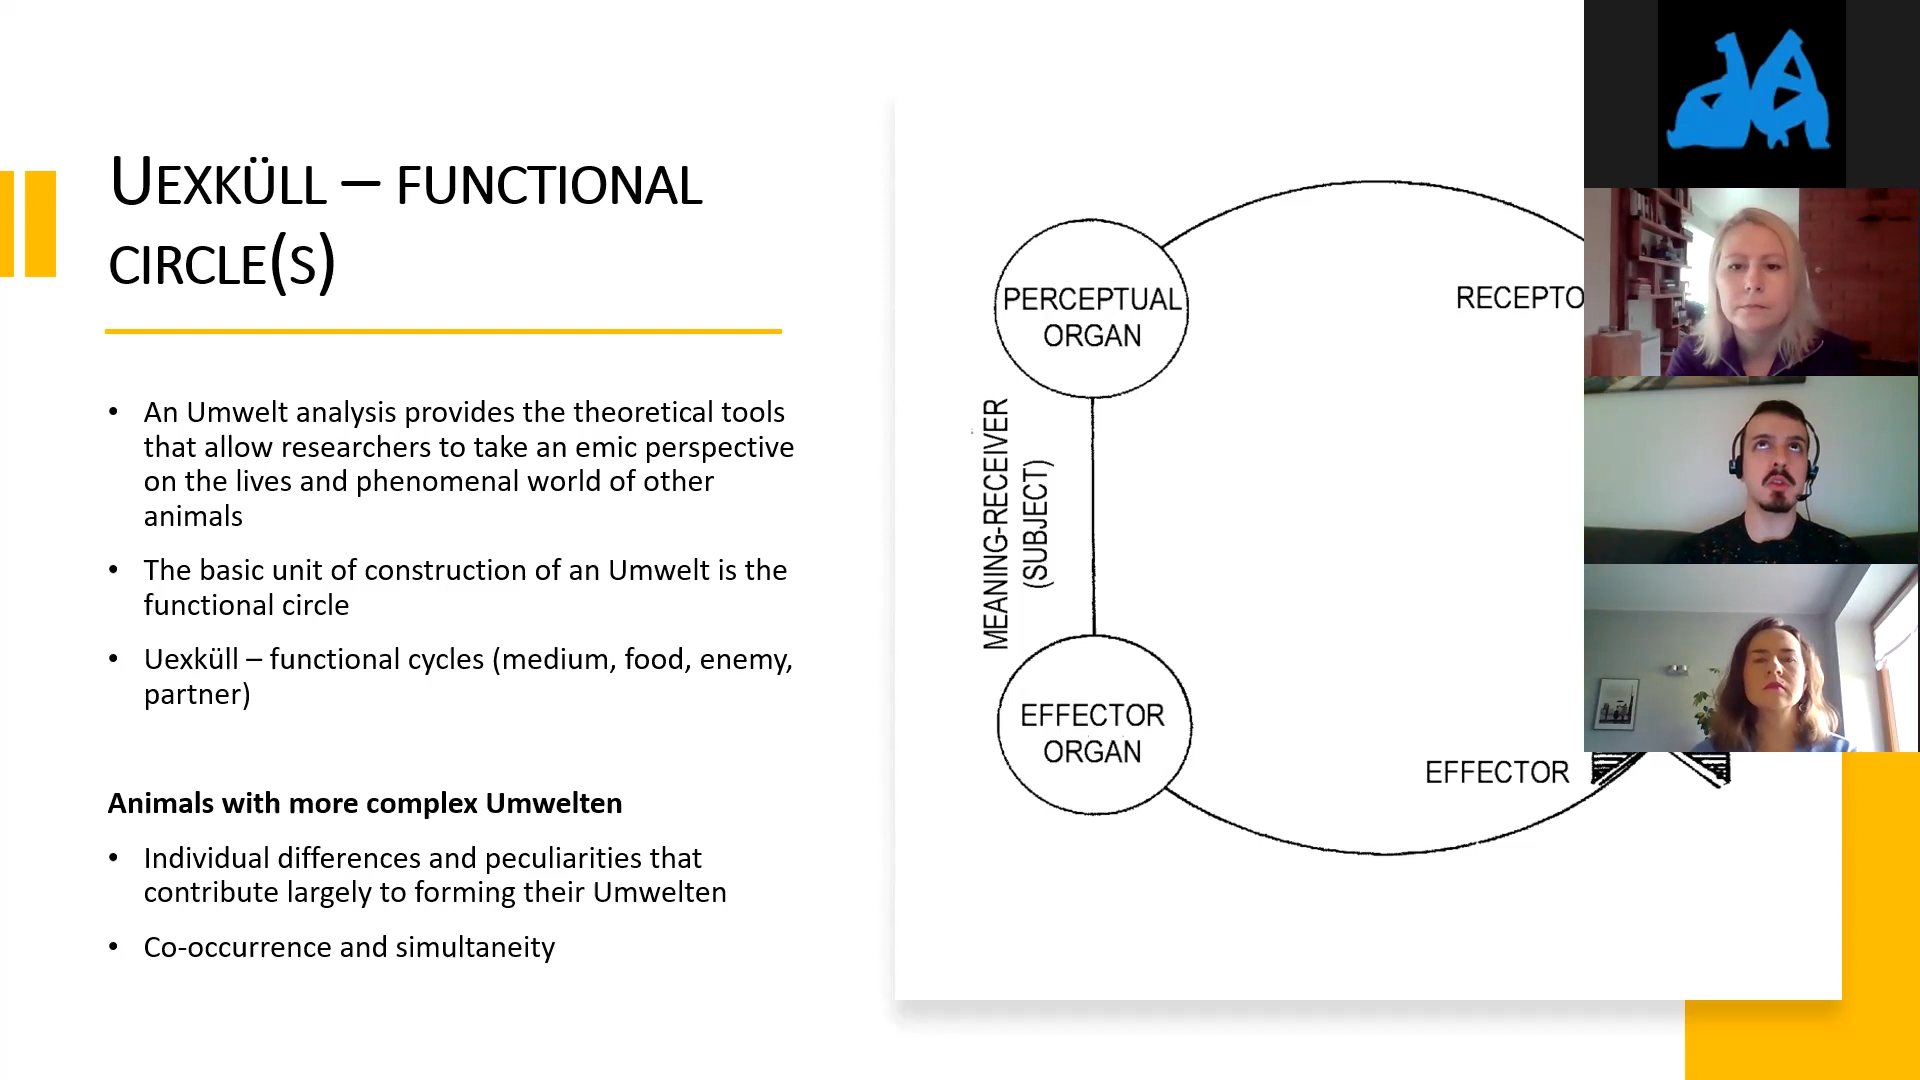 UEXKÜLL – FUNCTIONAL
CIRCLE(S)
• An Umwelt analysis provides the theoretical tools
that allow researchers to take an emic perspective
on the lives and phenomenal world of other
animals
• The basic unit of construction of an Umwelt is the
functional circle
• Uexküll – functional cycles (medium, food, enemy,
partner)
Animals with more complex Umwelten
• Individual differences and peculiarities that
contribute largely to forming their Umwelten
• Co-occurrence and simultaneity
PERCEPTUAL
ORGAN
RECEPTO
MEANING-RECEIVER
(SUBJECT)
EFFECTOR
ORGAN
EFFECTOR